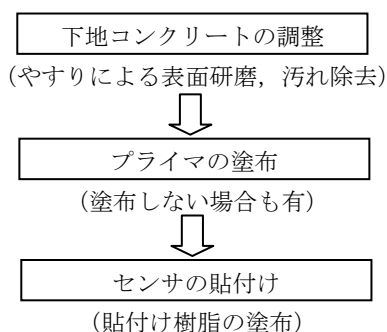 下地コンクリートの調整
（やすりによる表面研磨，汚れ除去）
プライマの塗布
（塗布しない場合も有）
センサの貼付け
（貼付け樹脂の塗布）